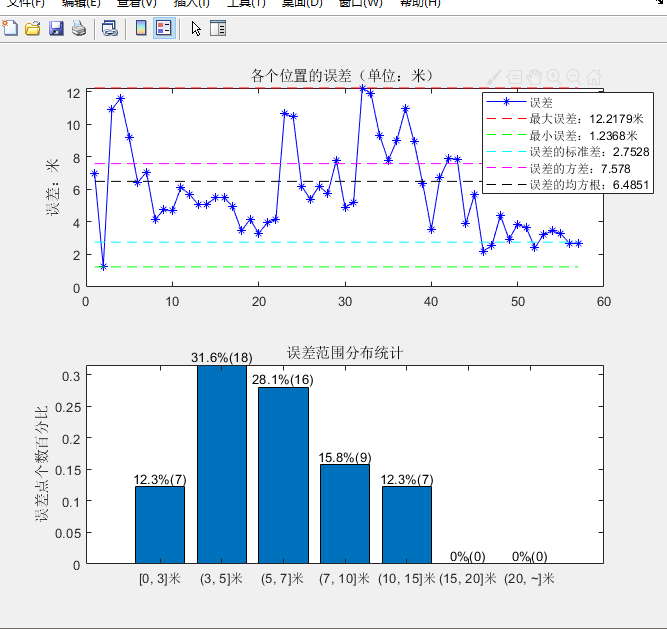 文件(F) 编辑(E) 查看(V) 插入(I) 工具(T) 桌面(D) 窗口(W) 帮助(H)
各个位置的误差（单位：米）
误差：米
12
10
8
6
4
2
0
0 10 20 30 40 50 60
误差
最大误差：12.2179米
最小误差：1.2368米
误差的标准差：2.7528
误差的方差：7.578
误差的均方根：6.4851
误差范围分布统计
误差点个数百分比
0.3
0.25
0.2
0.15
0.1
0.05
0
12.3%(7)
31.6%(18)
28.1%(16)
15.8%(9)
12.3%(7)
0%(0)
0%(0)
[0, 3]米 (3, 5]米 (5, 7]米 (7, 10]米 (10, 15]米 (15, 20]米 (20, ~]米